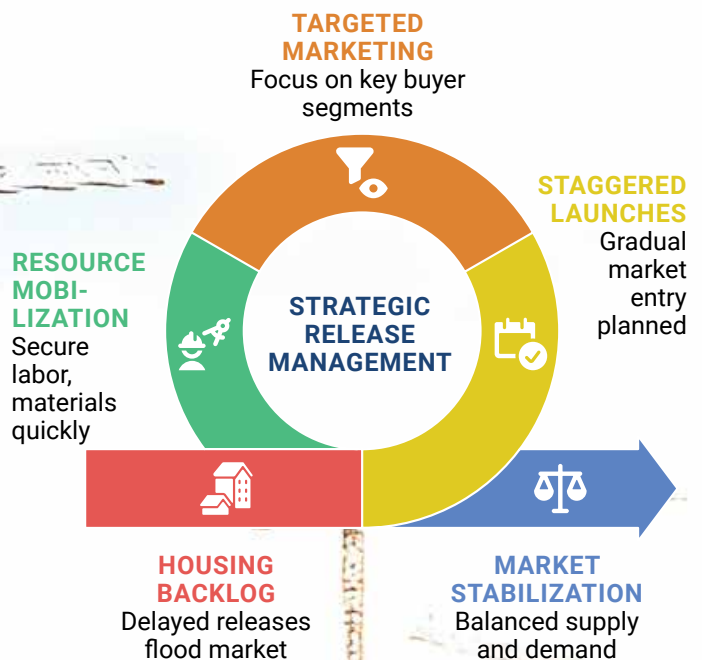 TARGETED
MARKETING
Focus on key buyer
segments
STAGGERED
LAUNCHES
Gradual
market
entry
planned
RESOURCE
MOBI-
LIZATION
Secure
labor,
materials
quickly
STRATEGIC
RELEASE
MANAGEMENT
HOUSING
BACKLOG
Delayed releases
flood market
MARKET
STABILIZATION
Balanced supply
and demand